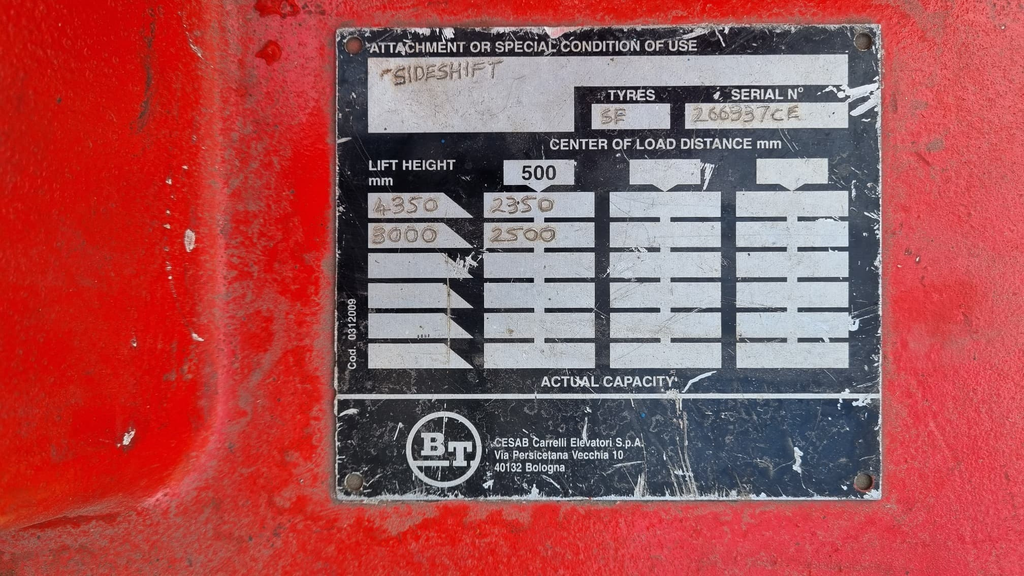 ATTACHMENT OR SPECIAL CONDITION OF USE
SIDESHIFT
TYRES SERIAL N°
SE 266937CE
CENTER OF LOAD DISTANCE mm
LIFT HEIGHT
mm
500
4350 2350
3000 2500
Cod. 0312009
ACTUAL CAPACITY
BT
CESAB Carrelli Elevatori S.p.A.
Via Persicetana Vecchia 10
40132 Bologna